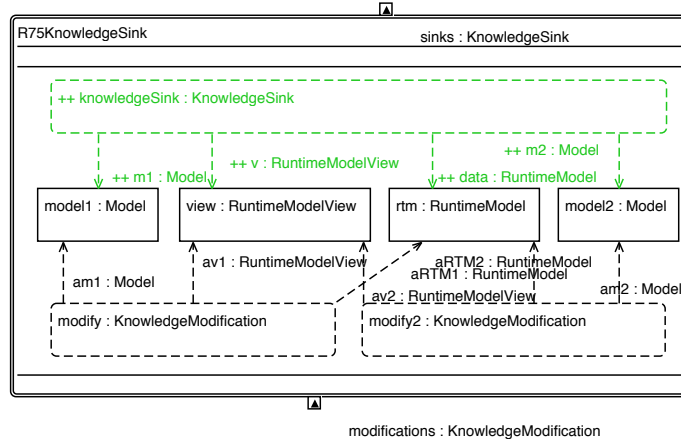 R75KnowledgeSink
sinks : KnowledgeSink
++ knowledgeSink : KnowledgeSink
++ m1 : Model
++ v : RuntimeModelView
++ data : RuntimeModel
++ m2 : Model
model1 : Model
view : RuntimeModelView
rtm : RuntimeModel
model2 : Model
am1 : Model
av1 : RuntimeModelView
aRTM2 : RuntimeModel
aRTM1 : RuntimeModel
av2 : RuntimeModelView
am2 : Model
modify : KnowledgeModification
modify2 : KnowledgeModification
modifications : KnowledgeModification